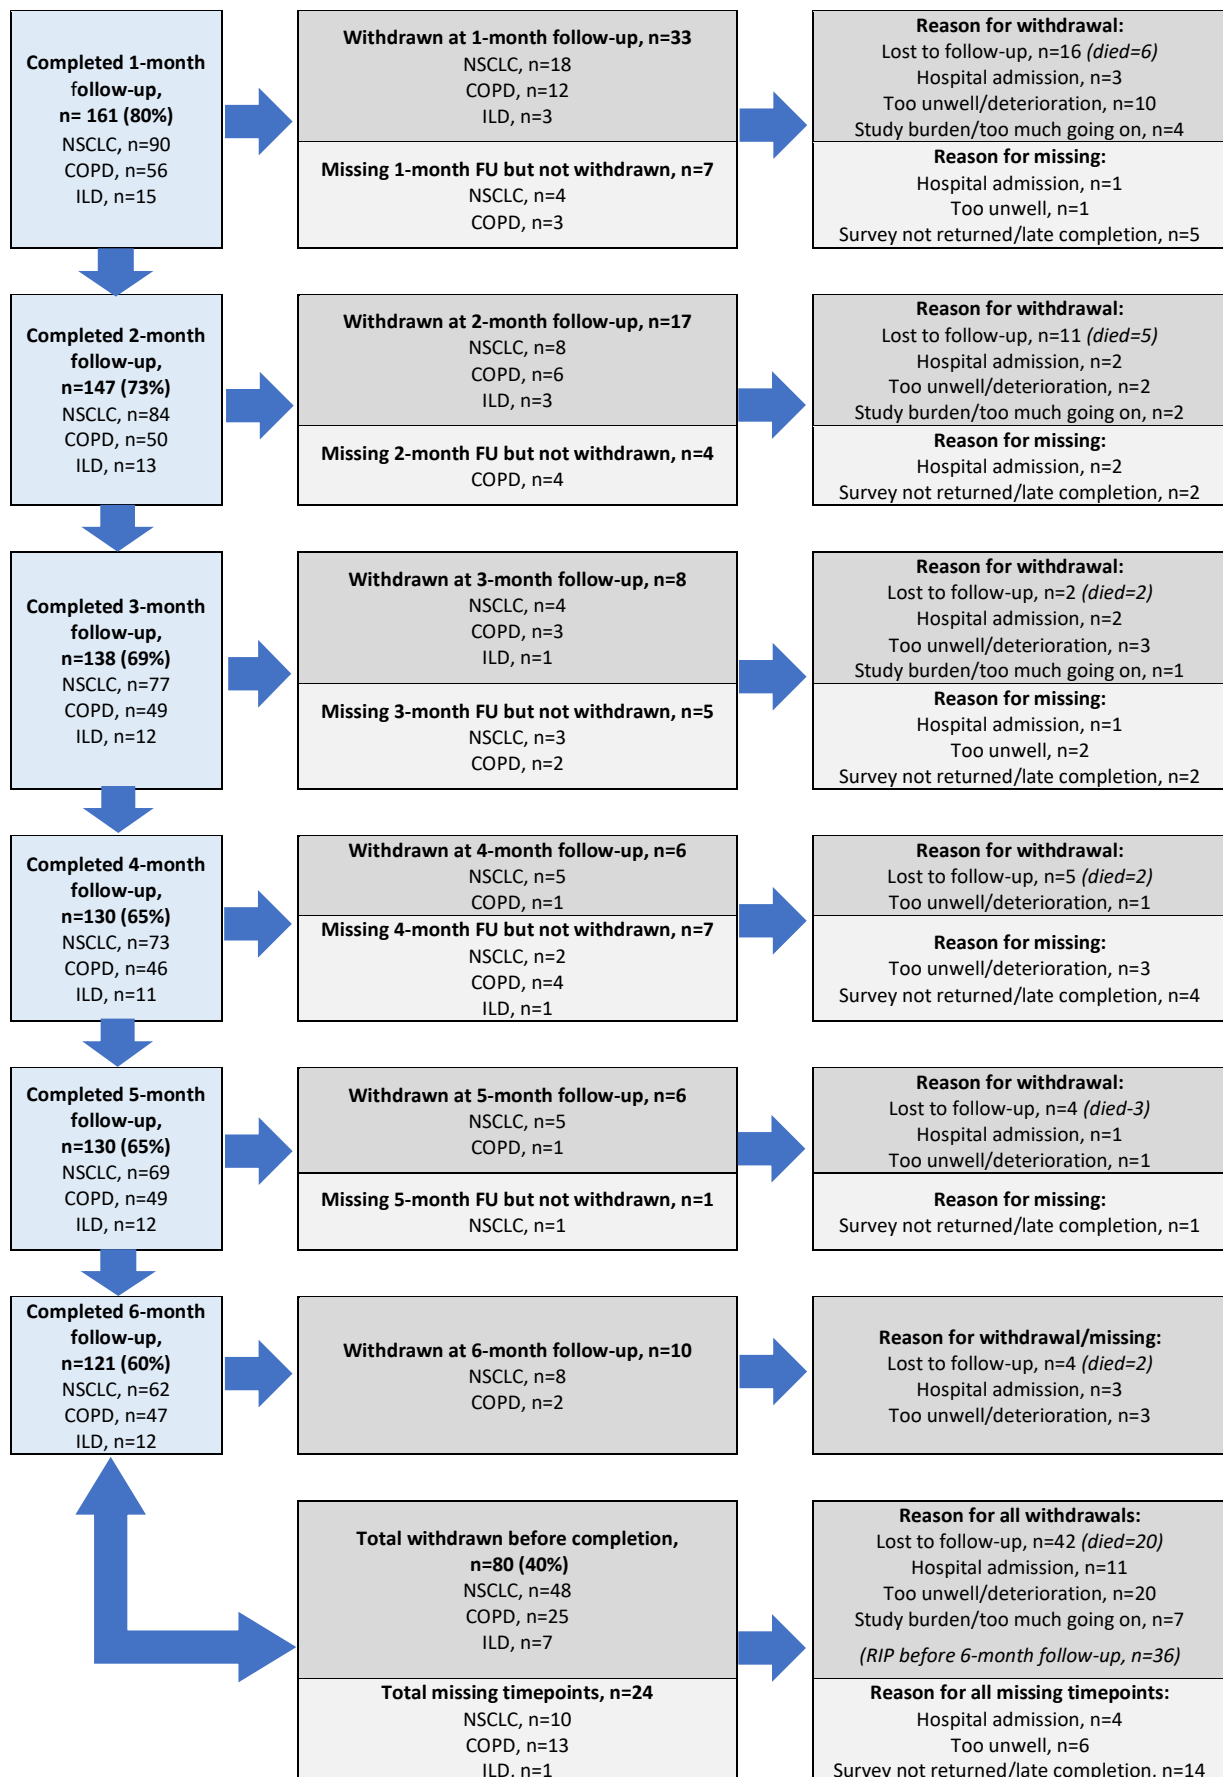 Completed 1-month
follow-up,
n= 161 (80%)
NSCLC, n=90
COPD, n=56
ILD, n=15
Withdrawn at 1-month follow-up, n=33
NSCLC, n=18
COPD, n=12
ILD, n=3
Missing 1-month FU but not withdrawn, n=7
NSCLC, n=4
COPD, n=3
Reason for withdrawal:
Lost to follow-up, n=16 (died=6)
Hospital admission, n=3
Too unwell/deterioration, n=10
Study burden/too much going on, n=4
Reason for missing:
Hospital admission, n=1
Too unwell, n=1
Survey not returned/late completion, n=5
Completed 2-month
follow-up,
n=147 (73%)
NSCLC, n=84
COPD, n=50
ILD, n=13
Withdrawn at 2-month follow-up, n=17
NSCLC, n=8
COPD, n=6
ILD, n=3
Missing 2-month FU but not withdrawn, n=4
COPD, n=4
Reason for withdrawal:
Lost to follow-up, n=11 (died=5)
Hospital admission, n=2
Too unwell/deterioration, n=2
Study burden/too much going on, n=2
Reason for missing:
Hospital admission, n=2
Survey not returned/late completion, n=2
Completed 3-month
follow-up,
n=138 (69%)
NSCLC, n=77
COPD, n=49
ILD, n=12
Withdrawn at 3-month follow-up, n=8
NSCLC, n=4
COPD, n=3
ILD, n=1
Missing 3-month FU but not withdrawn, n=5
NSCLC, n=3
COPD, n=2
Reason for withdrawal:
Lost to follow-up, n=2 (died=2)
Hospital admission, n=2
Too unwell/deterioration, n=3
Study burden/too much going on, n=1
Reason for missing:
Hospital admission, n=1
Too unwell, n=2
Survey not returned/late completion, n=2
Completed 4-month
follow-up,
n=130 (65%)
NSCLC, n=73
COPD, n=46
ILD, n=11
Withdrawn at 4-month follow-up, n=6
NSCLC, n=5
COPD, n=1
Missing 4-month FU but not withdrawn, n=7
NSCLC, n=2
COPD, n=4
ILD, n=1
Reason for withdrawal:
Lost to follow-up, n=5 (died=2)
Too unwell/deterioration, n=1
Reason for missing:
Too unwell/deterioration, n=3
Survey not returned/late completion, n=4
Completed 5-month
follow-up,
n=130 (65%)
NSCLC, n=69
COPD, n=49
ILD, n=12
Withdrawn at 5-month follow-up, n=6
NSCLC, n=5
COPD, n=1
Missing 5-month FU but not withdrawn, n=1
NSCLC, n=1
Reason for withdrawal:
Lost to follow-up, n=4 (died-3)
Hospital admission, n=1
Too unwell/deterioration, n=1
Reason for missing:
Survey not returned/late completion, n=1
Completed 6-month
follow-up,
n=121 (60%)
NSCLC, n=62
COPD, n=47
ILD, n=12
Withdrawn at 6-month follow-up, n=10
NSCLC, n=8
COPD, n=2
Reason for withdrawal/missing:
Lost to follow-up, n=4 (died=2)
Hospital admission, n=3
Too unwell/deterioration, n=3
Total withdrawn before completion,
n=80 (40%)
NSCLC, n=48
COPD, n=25
ILD, n=7
Total missing timepoints, n=24
NSCLC, n=10
COPD, n=13
ILD, n=1
Reason for all withdrawals:
Lost to follow-up, n=42 (died=20)
Hospital admission, n=11
Too unwell/deterioration, n=20
Study burden/too much going on, n=7
(RIP before 6-month follow-up, n=36)
Reason for all missing timepoints:
Hospital admission, n=4
Too unwell, n=6
Survey not returned/late completion, n=14